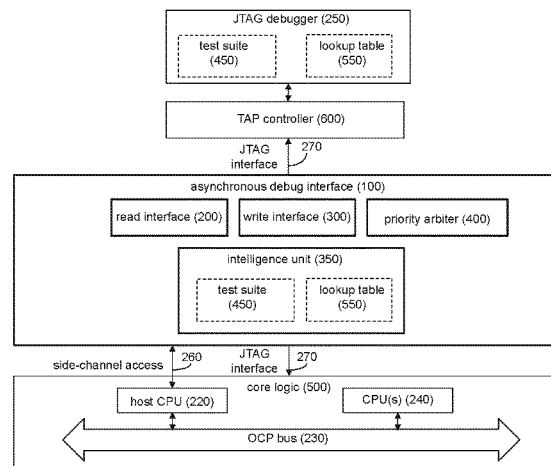 JTAG debugger (250)
test suite
(450)
lookup table
(550)
TAP controller (600)
JTAG
interface
270
asynchronous debug interface (100)
read interface (200)
write interface (300)
priority arbiter (400)
intelligence unit (350)
test suite
(450)
lookup table
(550)
side-channel access
260
JTAG
interface
270
core logic (500)
host CPU (220)
CPU(s) (240)
OCP bus (230)